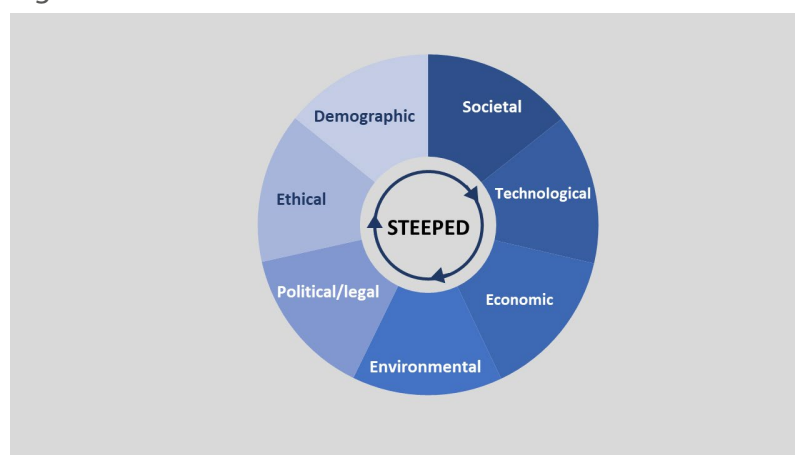 Demographic
Societal
Ethical
Technological
STEEPED
Political/legal
Economic
Environmental